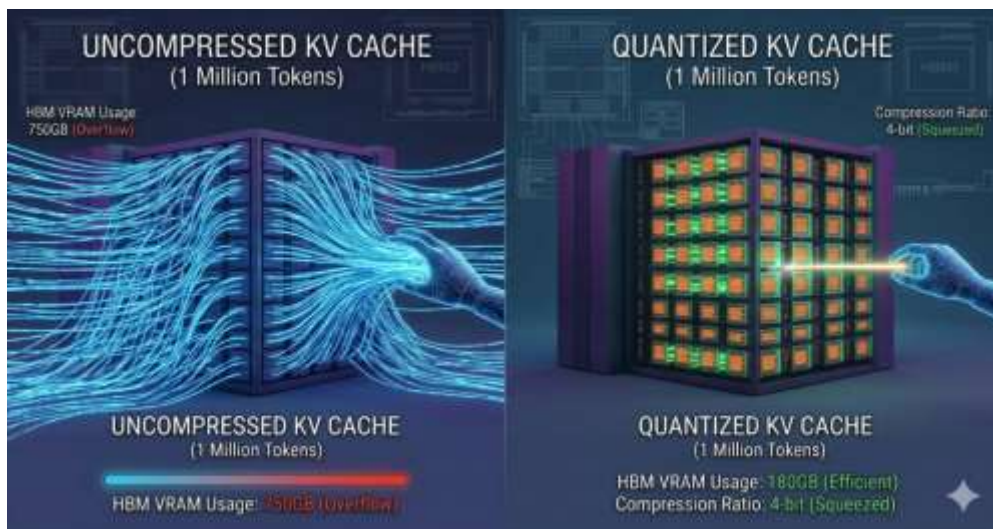 UNCOMPRESSED KV CACHE
(1 Million Tokens)
HBM VRAM Usage:
750GB (Overflow)
UNCOMPRESSED KV CACHE
(1 Million Tokens)
HBM VRAM Usage: 750GB (Overflow)
QUANTIZED KV CACHE
(1 Million Tokens)
Compression Ratio:
4-bit (Squeezed)
QUANTIZED KV CACHE
(1 Million Tokens)
HBM VRAM Usage: 180GB (Efficient)
Compression Ratio: 4-bit (Squeezed)